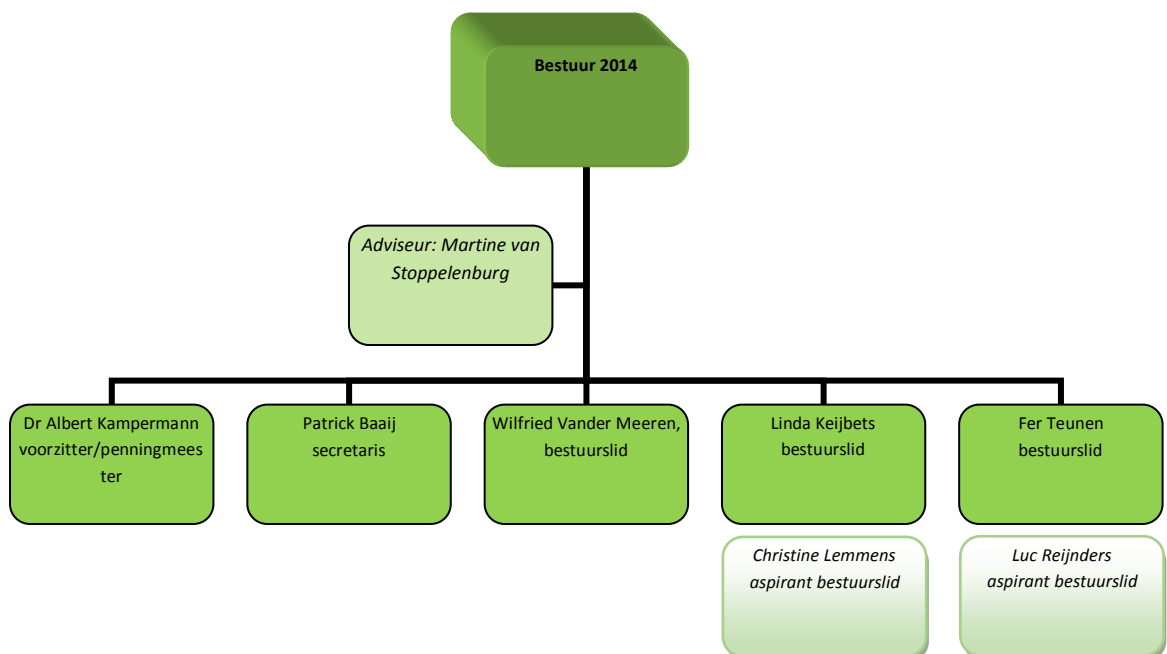 Bestuur 2014
Adviseur: Martine van
Stoppelenburg
Dr Albert Kampermann
voorzitter/penningmees
ter
Patrick Baaij
secretaris
Wilfried Vander Meeren,
bestuurslid
Linda Keijbets
bestuurslid
Fer Teunen
bestuurslid
Christine Lemmens
aspirant bestuurslid
Luc Reijnders
aspirant bestuurslid